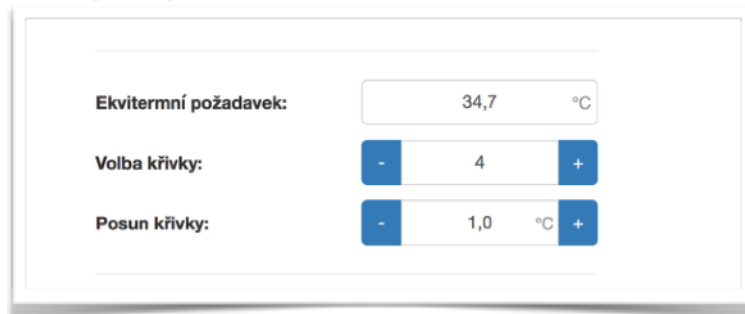 Ekvitermní požadavek: 34,7 °C
Volba křivky: - 4 +
Posun křivky: - 1,0 °C +